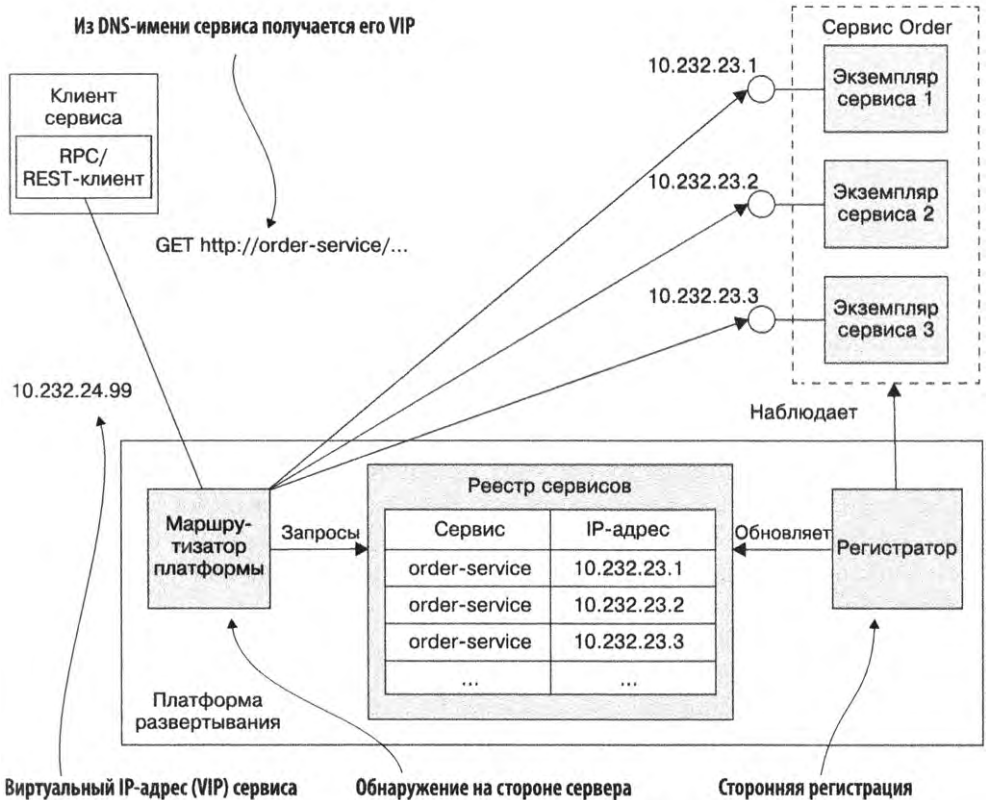 Из DNS-имени сервиса получается его VIP
Сервис Order
10.232.23.1
Экземпляр
сервиса 1
Клиент
сервиса
RPC/
REST-клиент
10.232.23.2
Экземпляр
сервиса 2
GET http://order-service/...
10.232.23.3
Экземпляр
сервиса 3
10.232.24.99
Наблюдает
Реестр сервисов
Маршру-
тизатор
платформы
Запросы
Сервис IP-адрес
order-service 10.232.23.1
order-service 10.232.23.2
order-service 10.232.23.3
... ...
Обновляет
Регистратор
Платформа
развертывания
Виртуальный IP-адрес (VIP) сервиса
Обнаружение на стороне сервера
Сторонняя регистрация